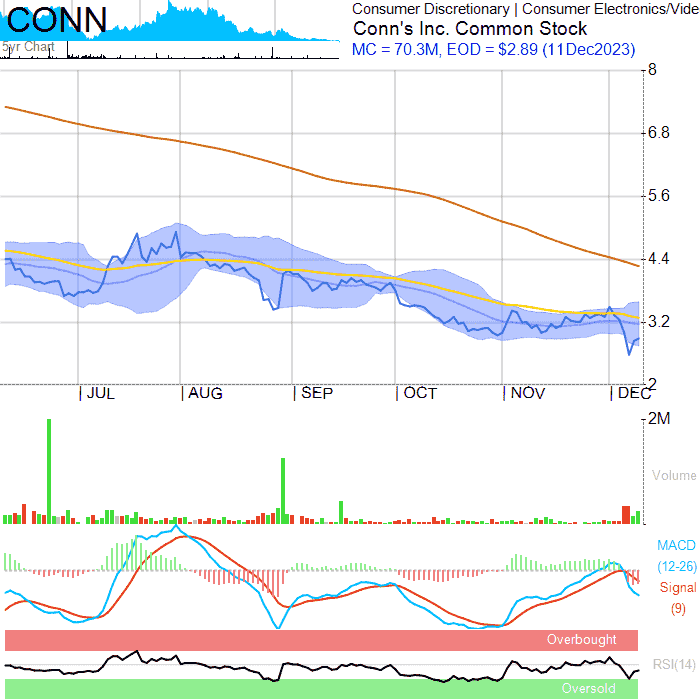 CONN
5yr Chart
Consumer Discretionary | Consumer Electronics/Vide
Conn's Inc. Common Stock
MC = 70.3M, EOD = $2.89 (11Dec2023)
8
6.8
5.6
4.4
3.2
2
| JUL | AUG | SEP | OCT | NOV | DEC
2M
Volume
MACD
(12-26)
Signal
(9)
Overbought
RSI(14)
Oversold